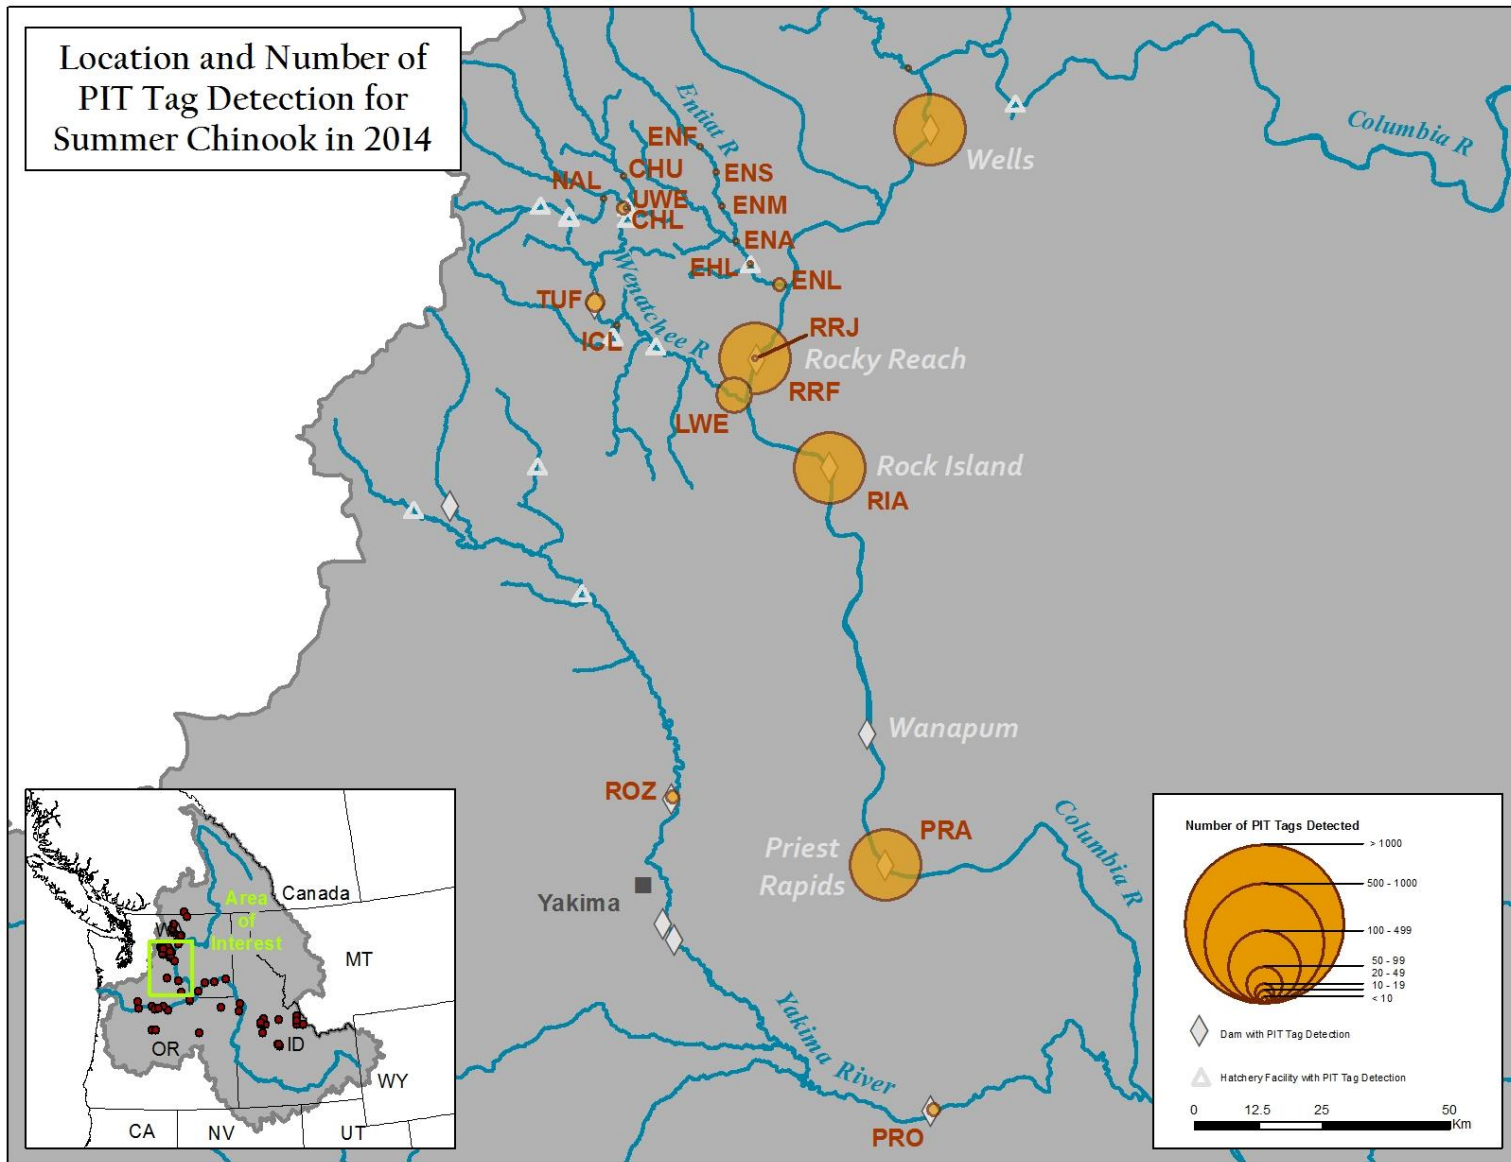 Location and Number of
PIT Tag Detection for
Summer Chinook in 2014
Entiat R
Columbia R
Wells
ENF
CHU
ENS
NAL
UWE
ENM
CHL
ENA
EHL
ENL
Wenatchee R
TUF
ICL
RRJ
Rocky Reach
RRF
LWE
Rock Island
RIA
Wanapum
ROZ
PRA
Priest
Rapids
Columbia R
Yakima
Yakima River
PRO
Canada
Area
of
Interest
W
MT
OR
ID
WY
CA
NV
UT
Number of PIT Tags Detected
> 1000
500 - 1000
100 - 499
50 - 99
20 - 49
10 - 19
< 10
Dam with PIT Tag Detection
Hatchery Facility with PIT Tag Detection
0 12.5 25 50
Km